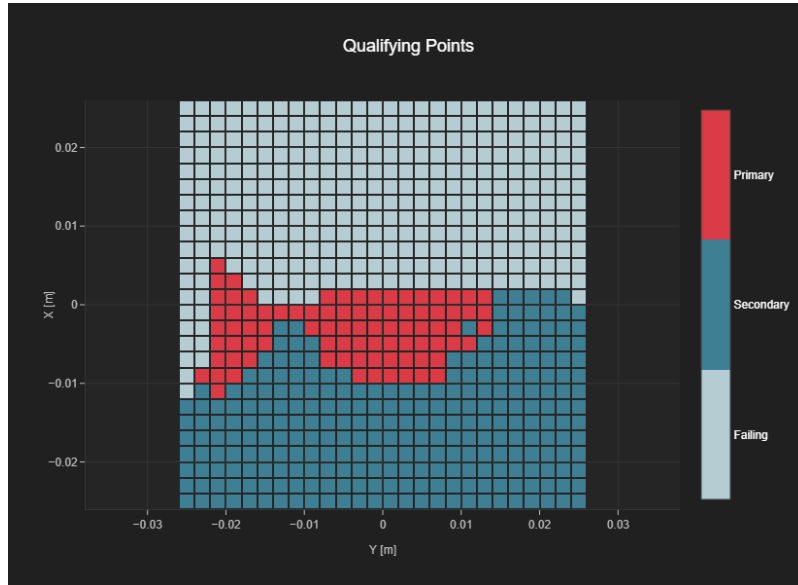 Qualifying Points
0.02
0.01
0
−0.01
−0.02
X [m]
−0.03
−0.02
−0.01
0
0.01
0.02
0.03
Y [m]
Primary
Secondary
Failing